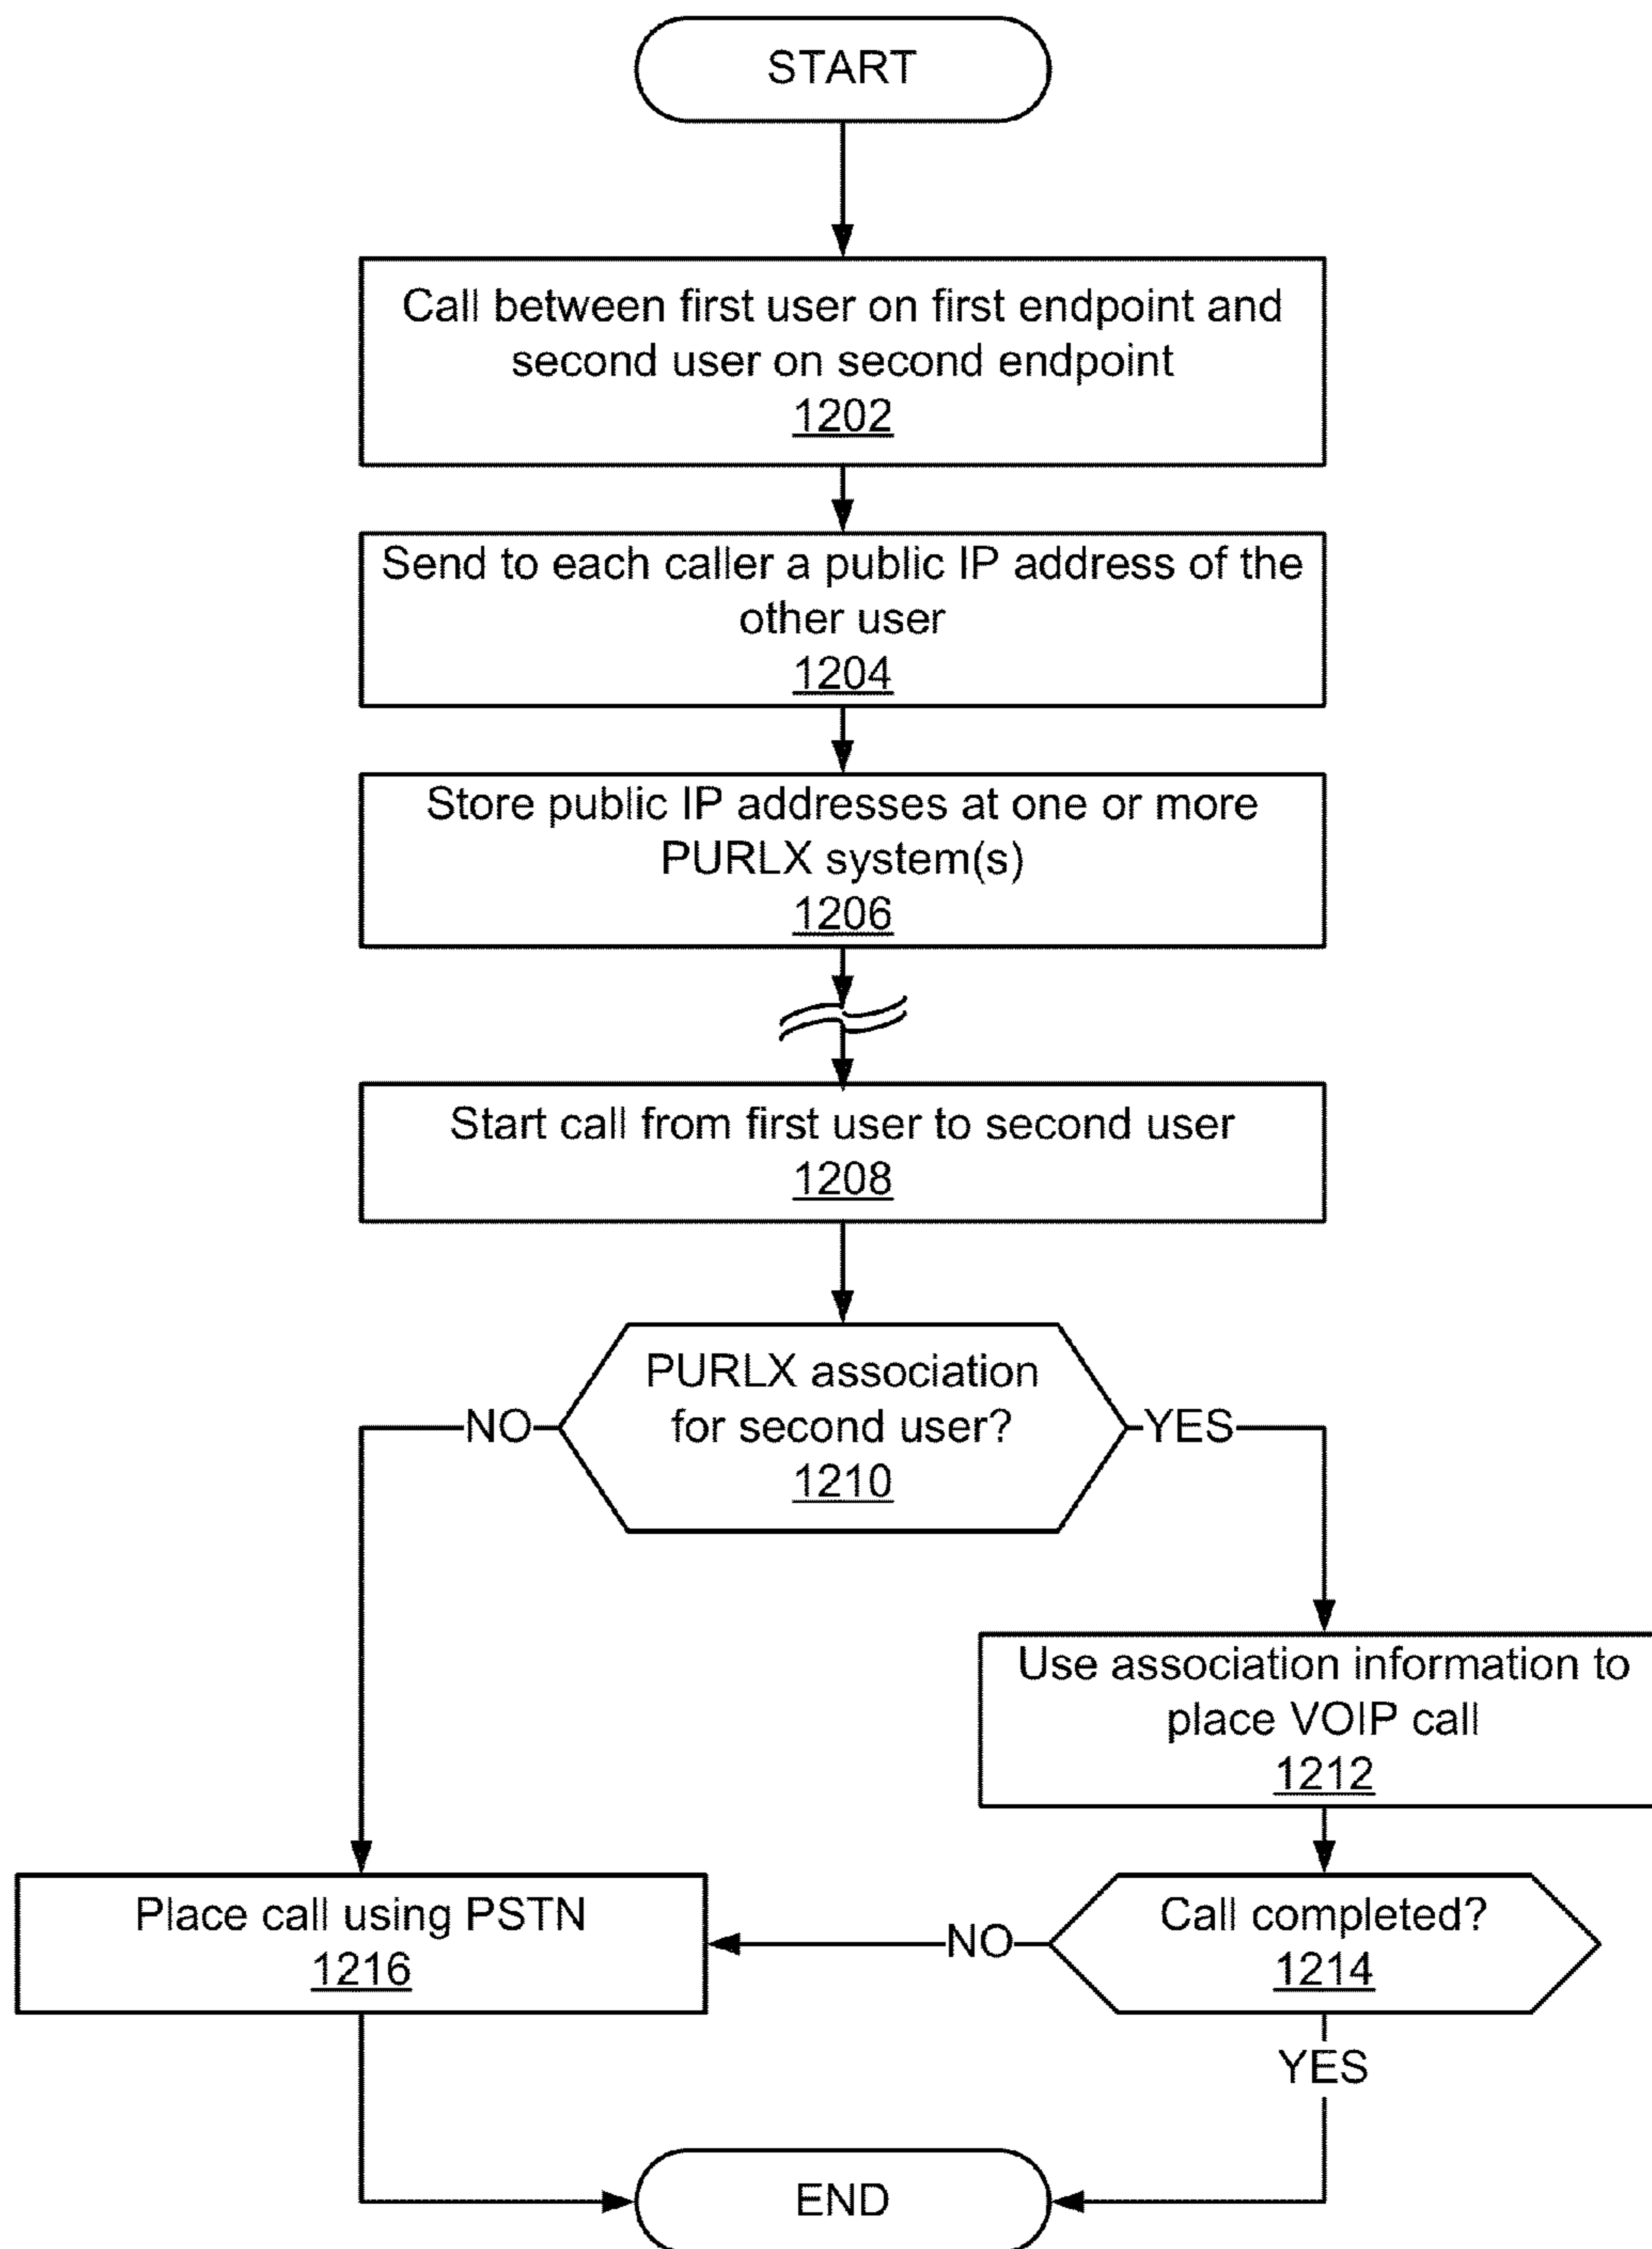 START
Call between first user on first endpoint and
second user on second endpoint
1202
Send to each caller a public IP address of the
other user
1204
Store public IP addresses at one or more
PURLX system(s)
1206
Start call from first user to second user
1208
PURLX association
for second user?
1210
NO
YES
Use association information to
place VOIP call
1212
Place call using PSTN
1216
NO
Call completed?
1214
YES
END